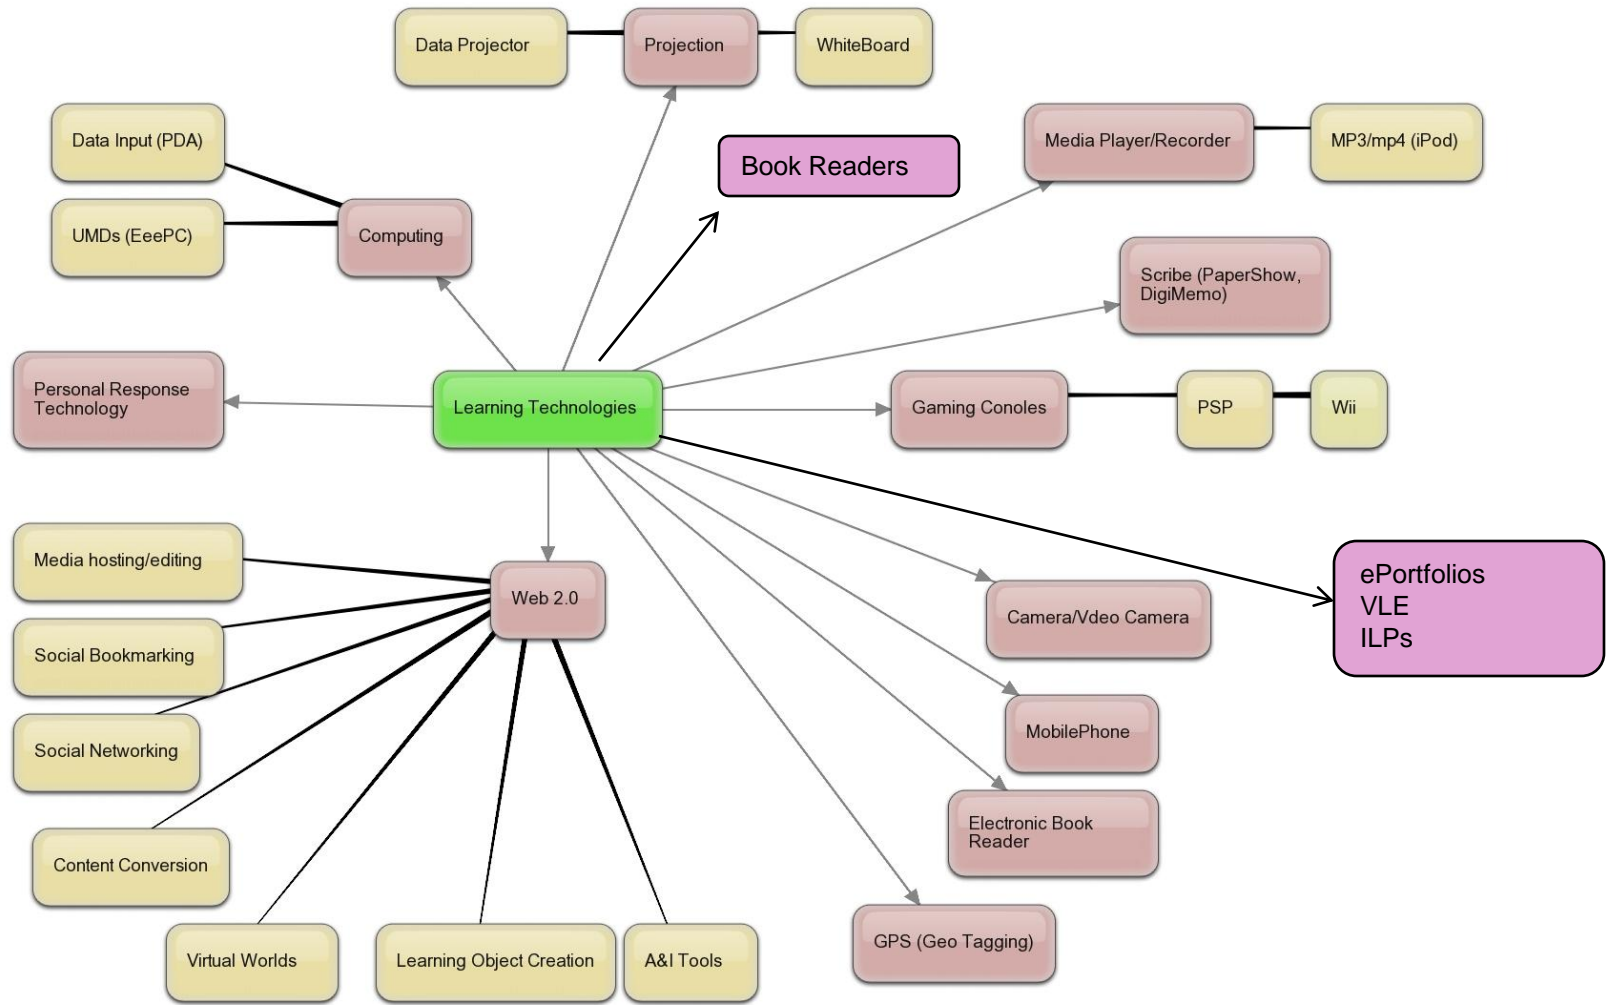 Data Projector
Projection
WhiteBoard
Data Input (PDA)
Media Player/Recorder
MP3/mp4 (iPod)
Book Readers
UMDs (EeePC)
Computing
Scribe (PaperShow,
DigiMemo)
Personal Response
Technology
Learning Technologies
Gaming Conoles
PSP
Wii
Media hosting/editing
Web 2.0
ePortfolios
VLE
ILPs
Camera/Vdeo Camera
Social Bookmarking
MobilePhone
Social Networking
Electronic Book
Reader
Content Conversion
GPS (Geo Tagging)
Virtual Worlds
Learning Object Creation
A&I Tools